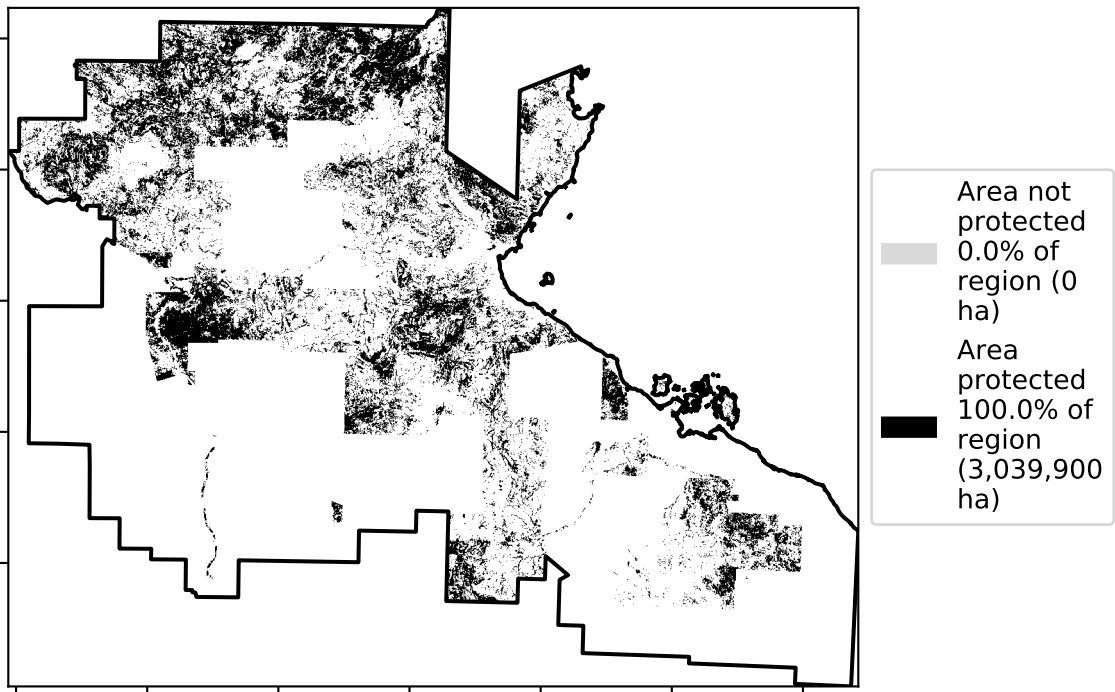 Area not
protected
0.0% of
region (0
ha)
Area
protected
100.0% of
region
(3,039,900
ha)